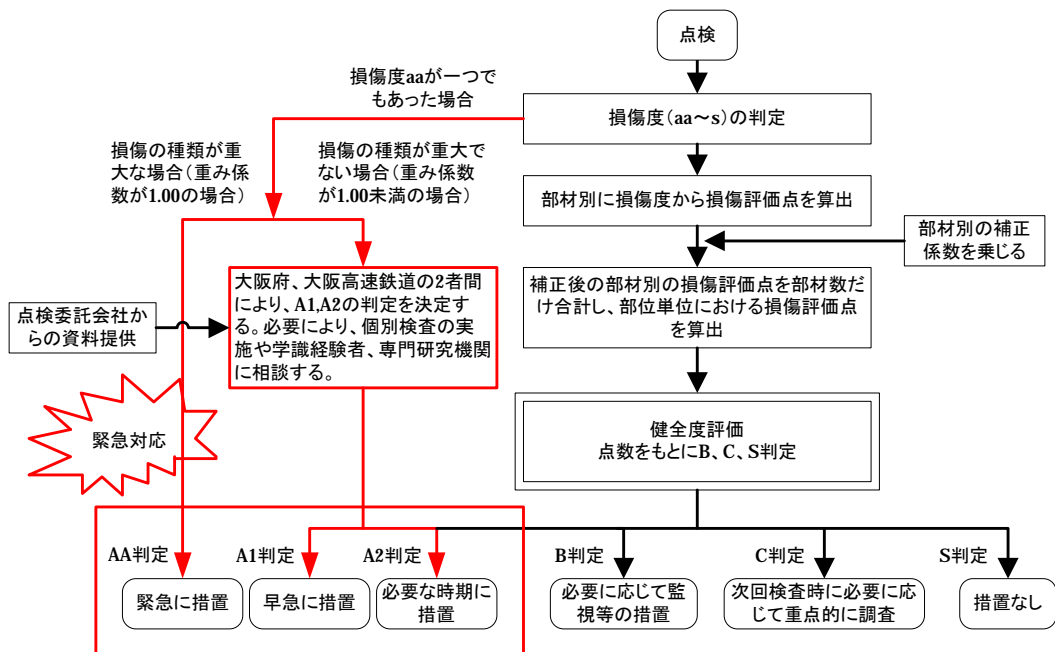 点検
損傷度aaが一つで
もあった場合
損傷度（aa～s）の判定
損傷の種類が重
大な場合（重み係
数が1.00の場合）
損傷の種類が重大で
ない場合（重み係数
が1.00未満の場合）
部材別に損傷度から損傷評価点を算出
部材別の補正
係数を乗じる
大阪府、大阪高速鉄道の2者間
により、A1,A2の判定を決定す
る。必要により、個別検査の実
施や学識経験者、専門研究機関
に相談する。
点検委託会社か
らの資料提供
補正後の部材別の損傷評価点を部材数だ
け合計し、部位単位における損傷評価点
を算出
緊急対応
健全度評価
点数をもとにB、C、S判定
AA判定
A1判定
A2判定
B判定
C判定
S判定
緊急に措置
早急に措置
必要な時期に
措置
必要に応じて監
視等の措置
次回検査時に必要に応
じて重点的に調査
措置なし